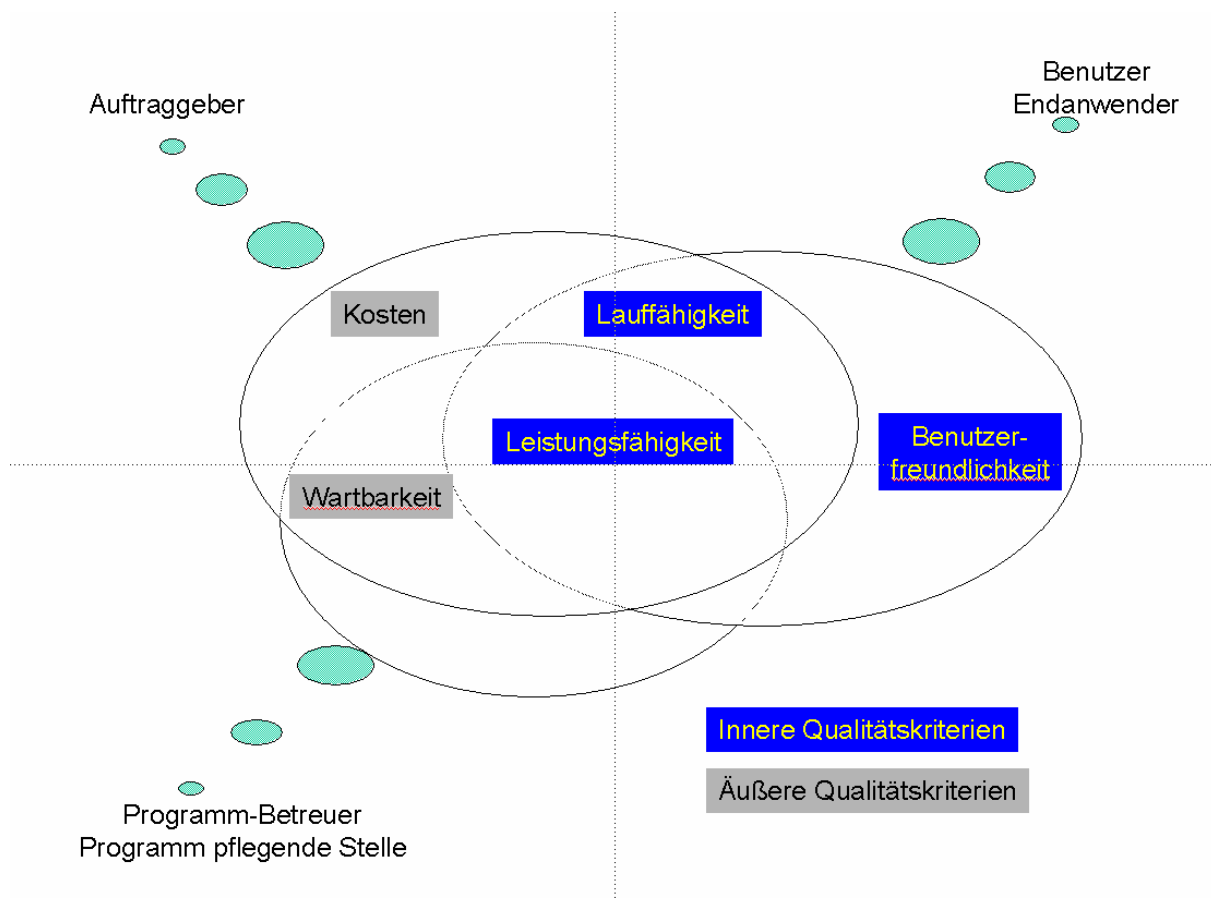 Benutzer
Endanwender
Auftraggeber
Kosten
Lauffähigkeit
Leistungsfähigkeit
Benutzer-
freundlichkeit
Wartbarkeit
Innere Qualitätskriterien
Äußere Qualitätskriterien
Programm-Betreuer
Programm pflegende Stelle